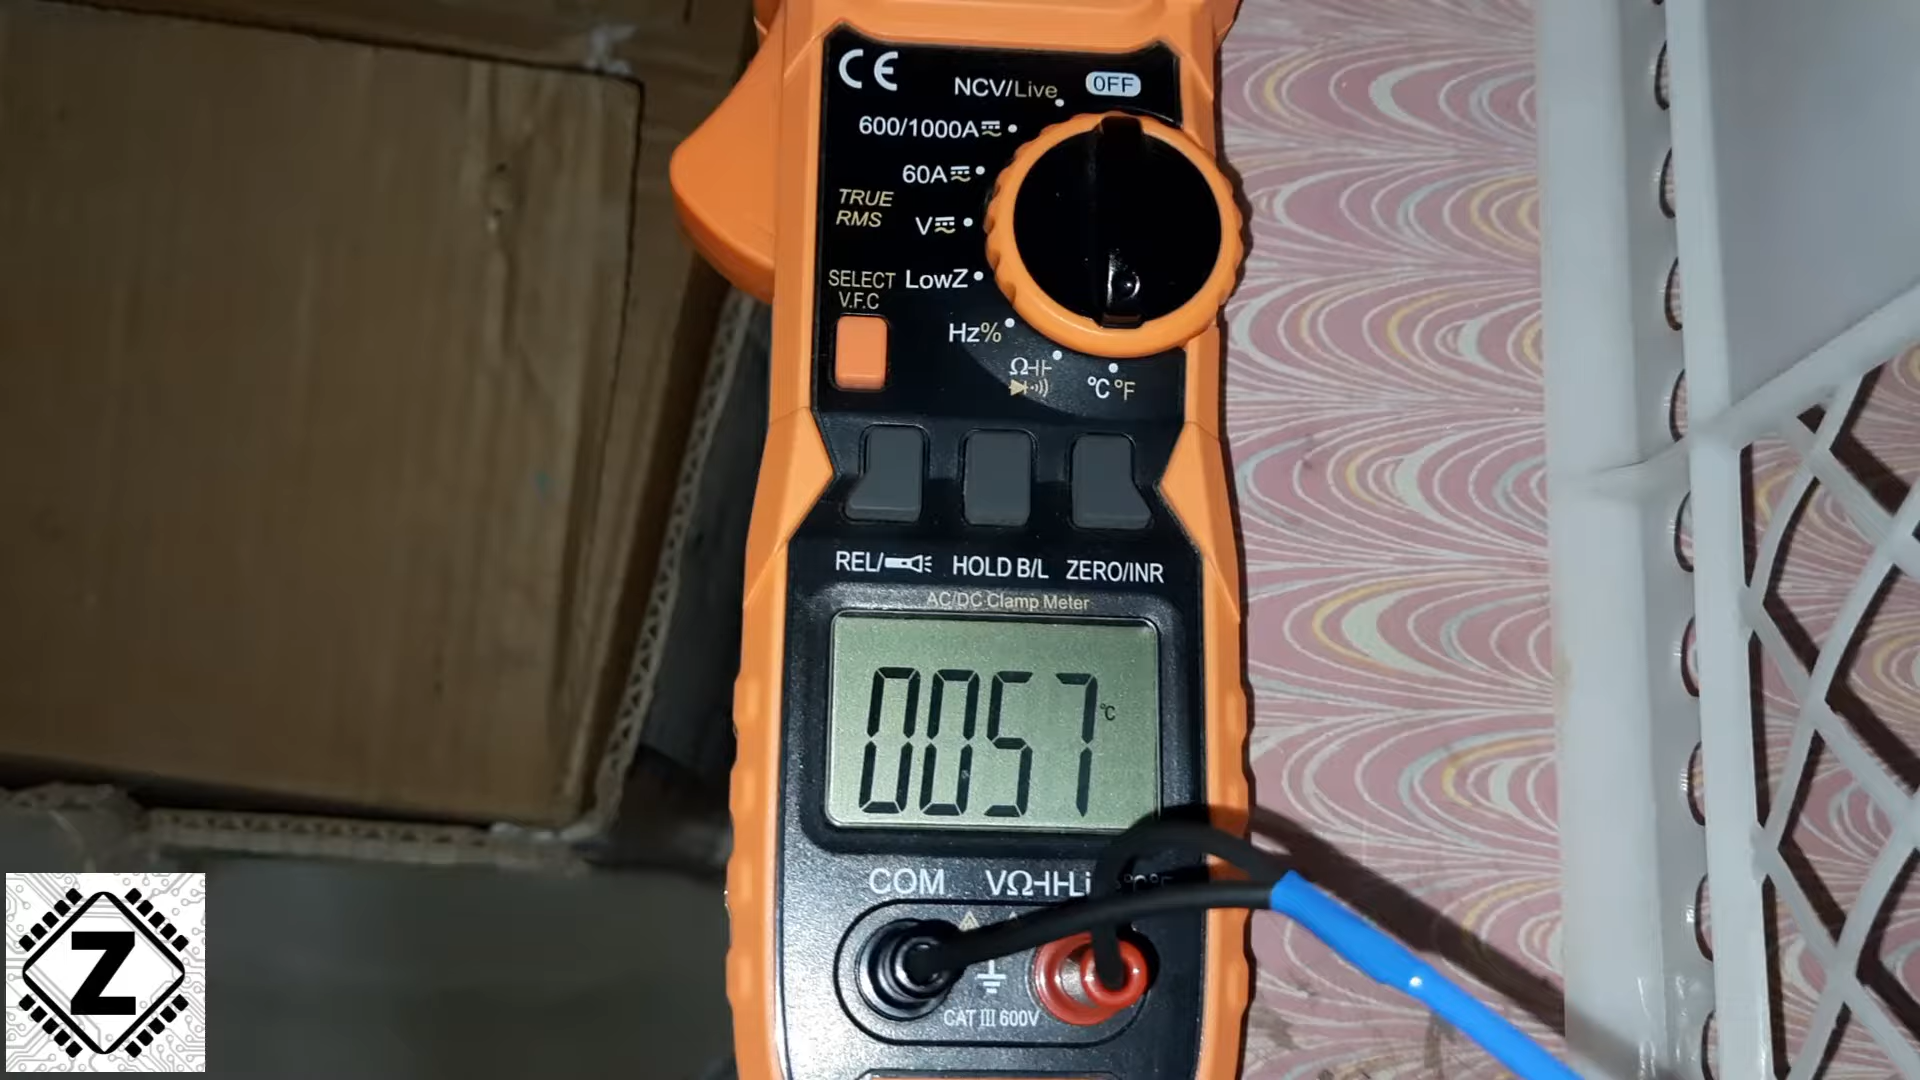 CE
NCV/Live
OFF
600/1000A
60A
TRUE
RMS
V
SELECT
V.F.C
LowZ
Hz%
Ω
℃ ℉
REL/
HOLD B/L
ZERO/INR
AC/DC Clamp Meter
0057 ℃
COM
VΩ
CAT III 600V
Z